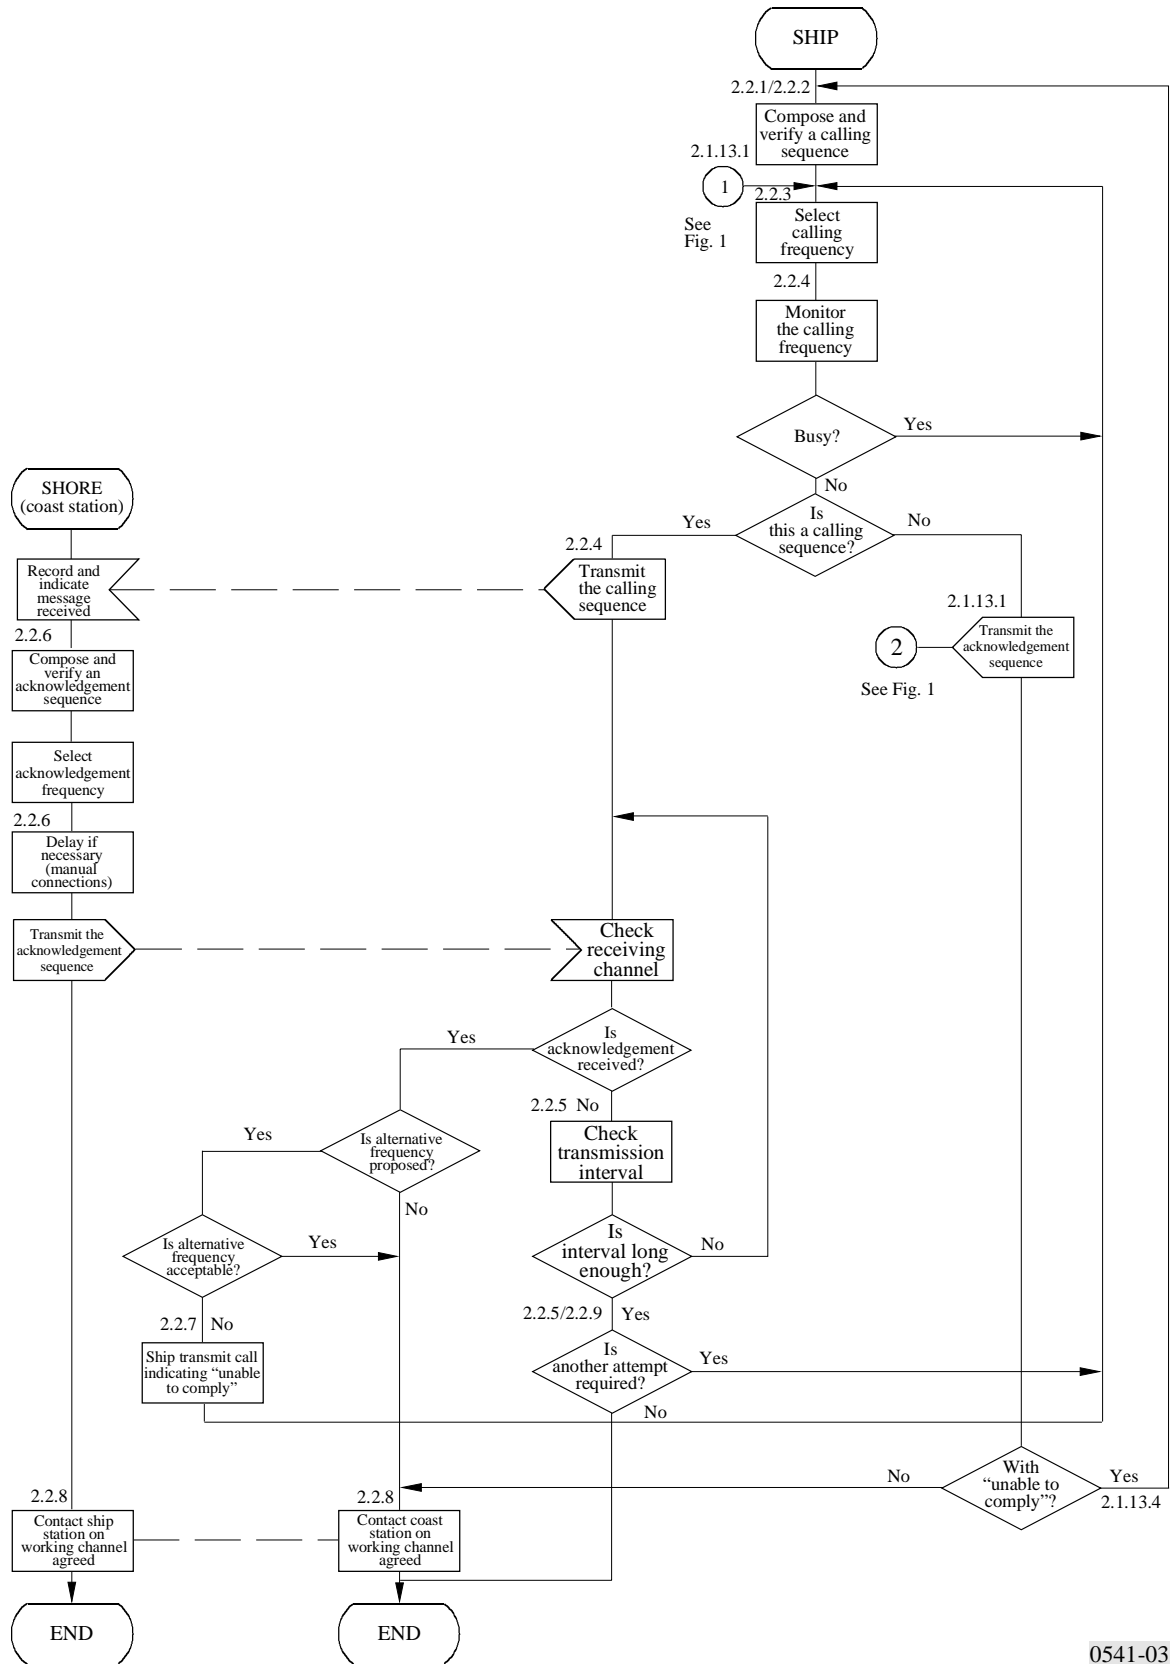 SHIP
2.2.1/2.2.2
Compose and
verify a calling
sequence
2.1.13.1
1
2.2.3
See
Fig. 1
Select
calling
frequency
2.2.4
Monitor
the calling
frequency
Busy?
Yes
No
SHORE
(coast station)
Is
this a calling
sequence?
Yes
No
2.2.4
Record and
indicate
message
received
Transmit
the calling
sequence
2.1.13.1
2
Transmit the
acknowledgement
sequence
See Fig. 1
2.2.6
Compose and
verify an
acknowledgement
sequence
Select
acknowledgement
frequency
2.2.6
Delay if
necessary
(manual
connections)
Transmit the
acknowledgement
sequence
Check
receiving
channel
Is
acknowledgement
received?
Yes
2.2.5 No
Check
transmission
interval
Is alternative
frequency
proposed?
Yes
No
Is alternative
frequency
acceptable?
Yes
Is
interval long
enough?
No
2.2.7 No
2.2.5/2.2.9 Yes
Ship transmit call
indicating “unable
to comply”
Is
another attempt
required?
Yes
No
With
“unable to
comply”?
No
Yes
2.1.13.4
2.2.8
Contact ship
station on
working channel
agreed
2.2.8
Contact coast
station on
working channel
agreed
END
END
0541-03